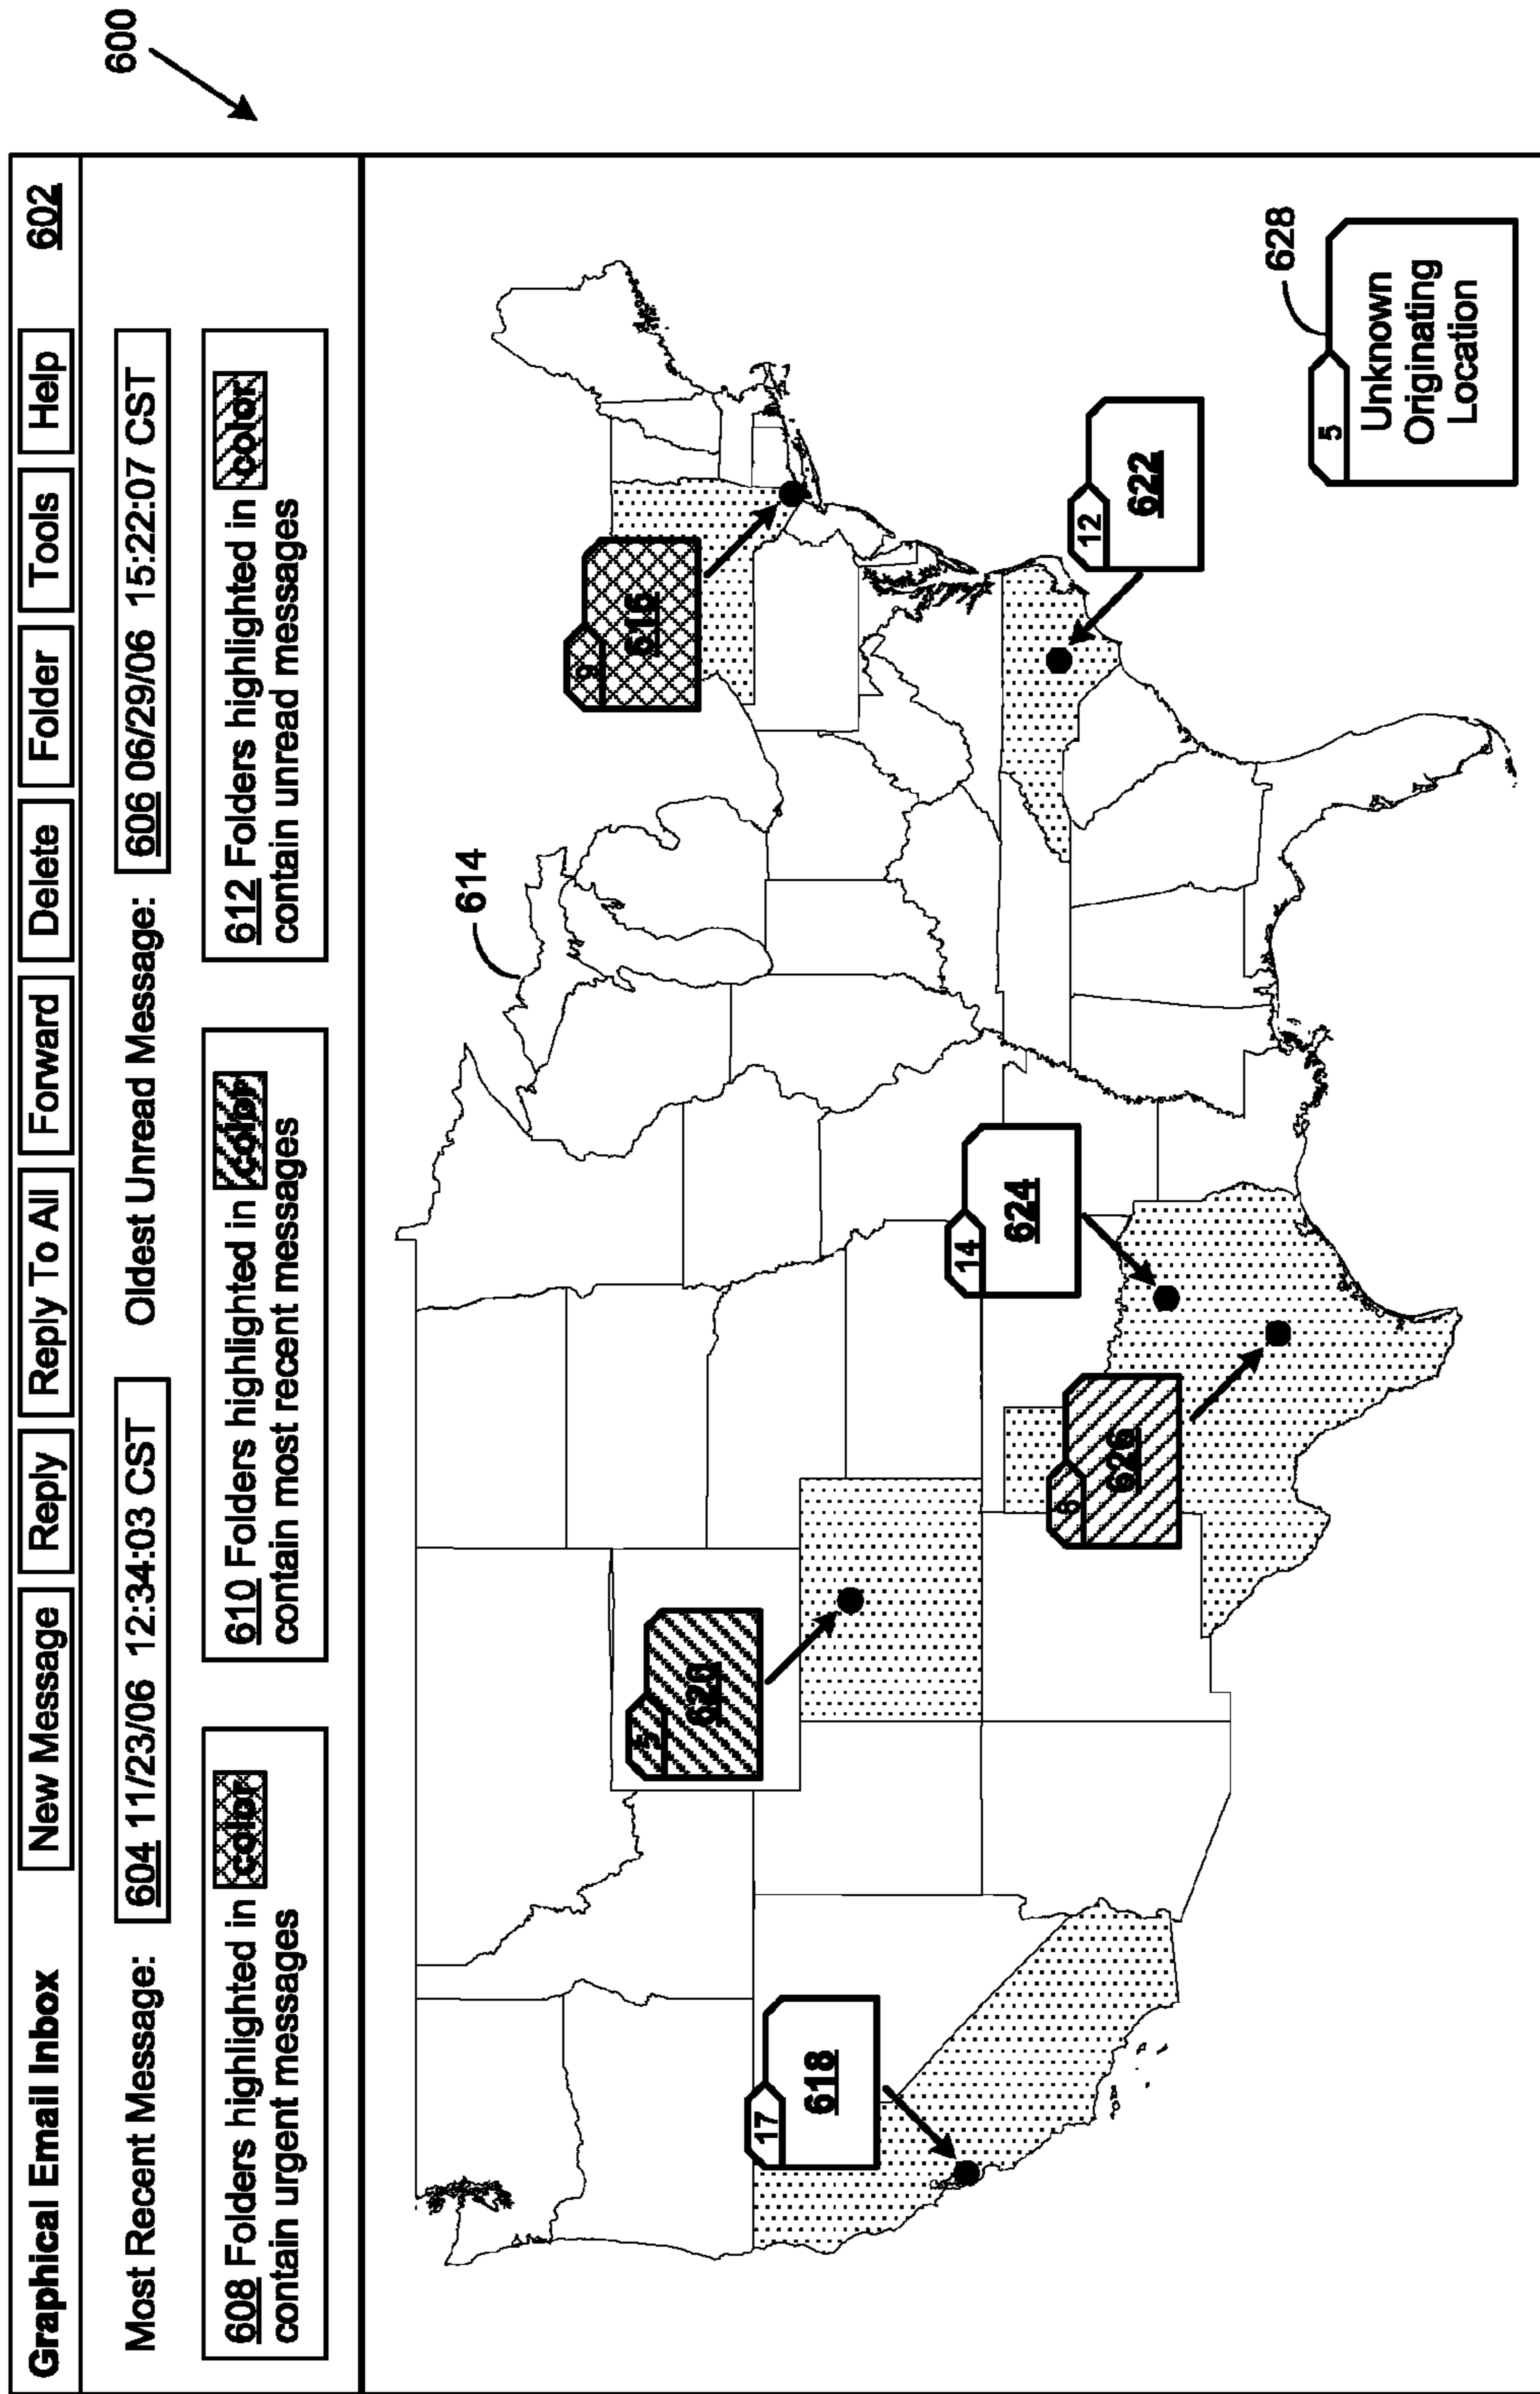 600
Graphical Email Inbox New Message Reply Reply To All Forward Delete Folder Tools Help 602
Most Recent Message: 604 11/23/06 12:34:03 CST Oldest Unread Message: 606 06/29/06 15:22:07 CST
608 Folders highlighted in color
contain urgent messages
610 Folders highlighted in color
contain most recent messages
612 Folders highlighted in color
contain unread messages
614
9
616
17
618
620
12
622
14
624
626
628
5
Unknown
Originating
Location